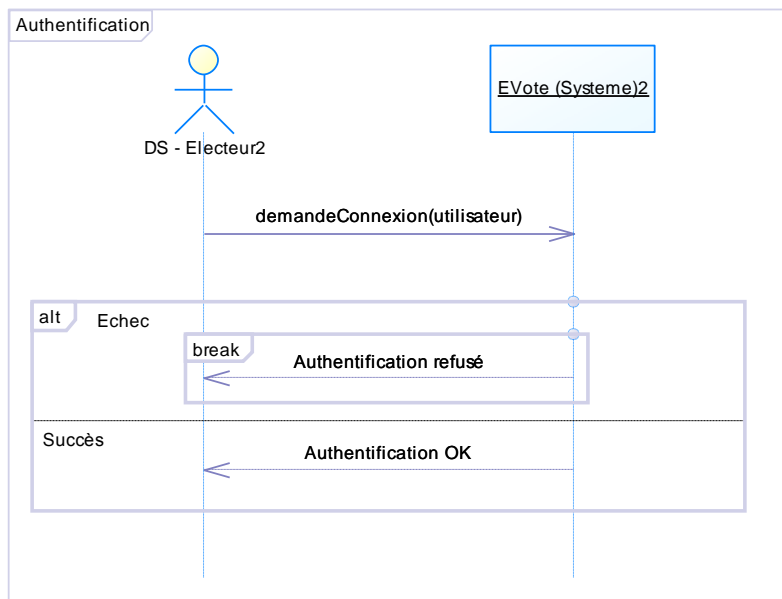 Authentification
DS - Electeur2
EVote (Systeme)2
demandeConnexion(utilisateur)
alt
Echec
break
Authentification refusé
Succès
Authentification OK